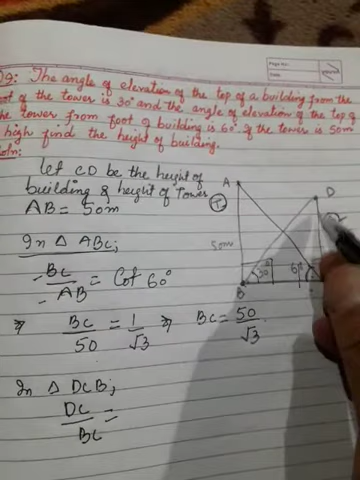 Page No.
Date
Q9: The angle of elevation of the top of a building from the
foot of the tower is 30° and the angle of elevation of the top of
the tower from foot of building is 60°. If the tower is 50m
high find the height of building.
Soln:
Let CD be the height of
building & height of Tower
AB = 50m
In Δ ABC;
BC/AB = Cot 60°
⇒ BC/50 = 1/√3 ⇒ BC = 50/√3
In Δ DCB;
DC/BC =
A
D
T
50m
30°
60
B